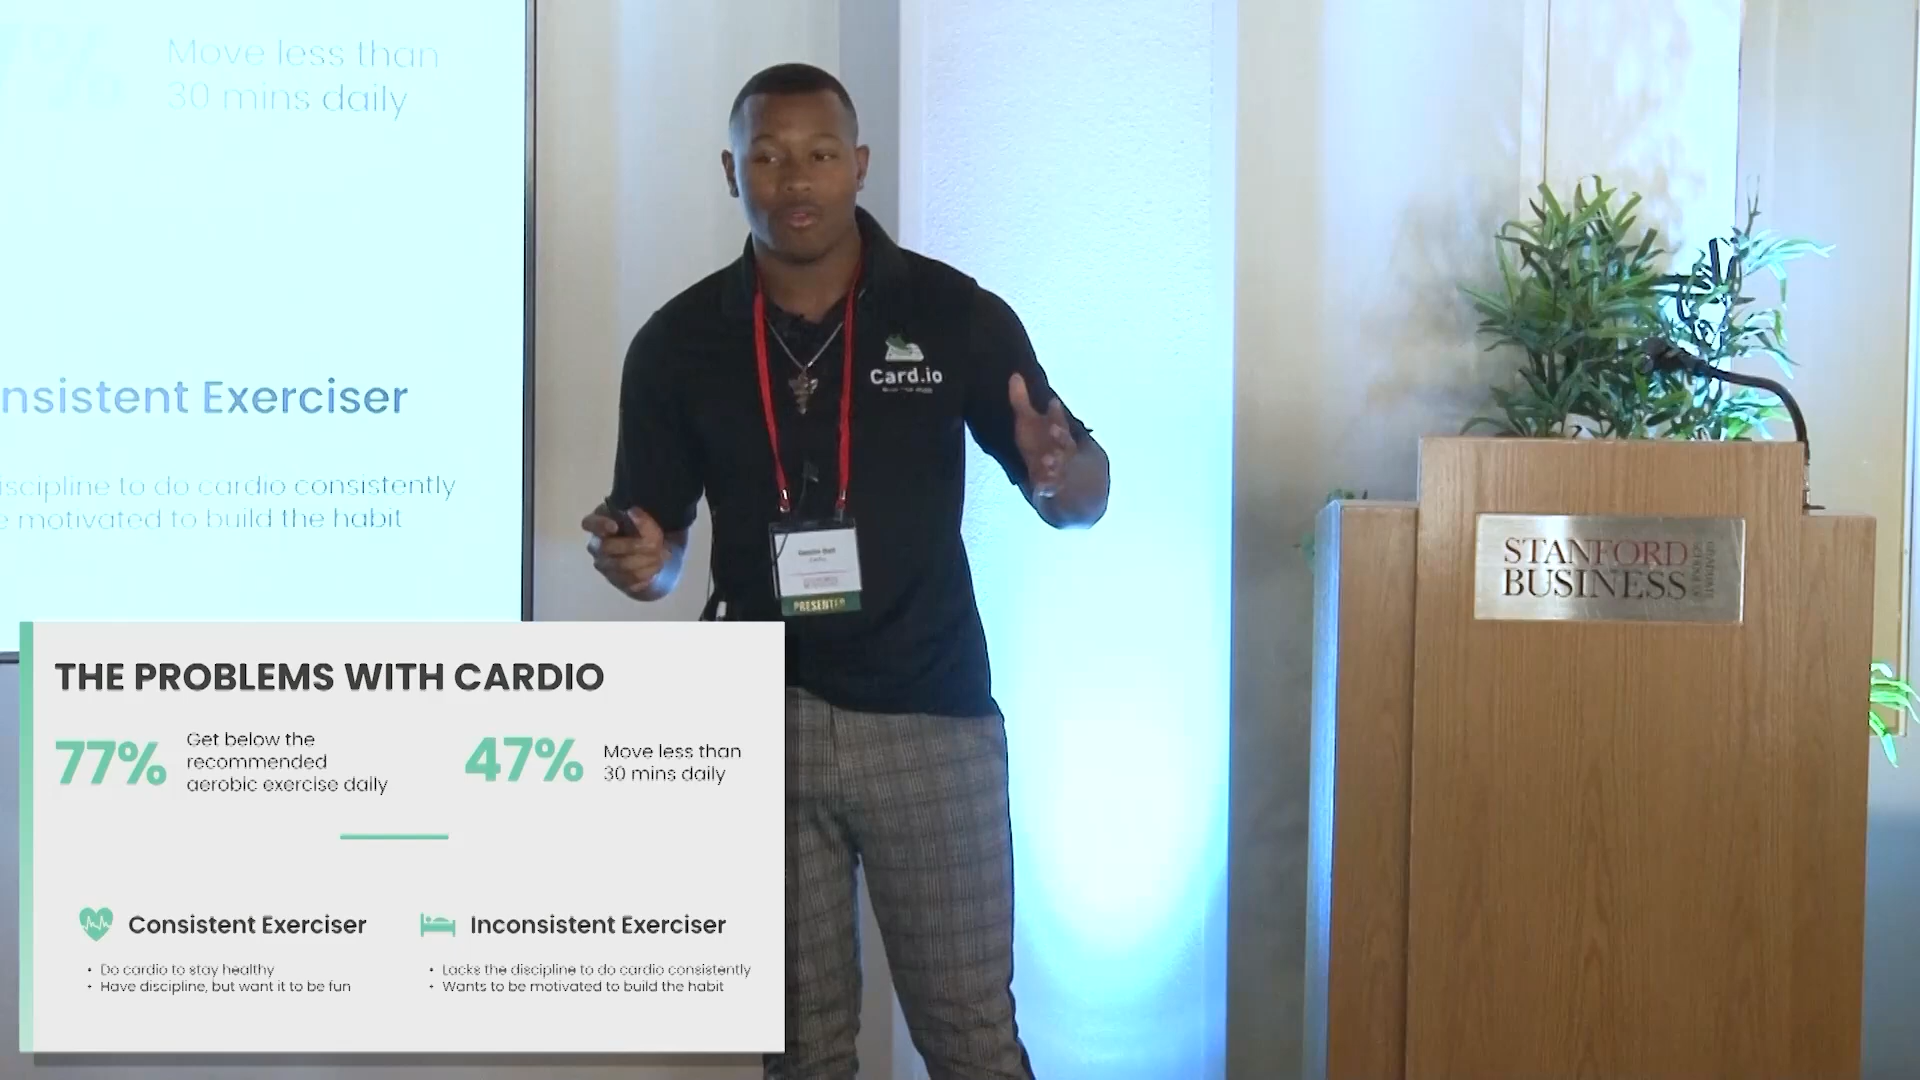 Move less than
30 mins daily
nsistent Exerciser
iscipline to do cardio consistently
e motivated to build the habit
Card.io
PRESENTER
STANFORD
BUSINESS
GRADUATE
SCHOOL OF
THE PROBLEMS WITH CARDIO
77%
Get below the
recommended
aerobic exercise daily
47%
Move less than
30 mins daily
Consistent Exerciser
• Do cardio to stay healthy
• Have discipline, but want it to be fun
Inconsistent Exerciser
• Lacks the discipline to do cardio consistently
• Wants to be motivated to build the habit